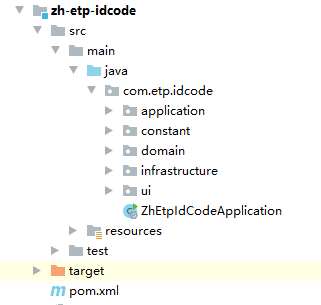 zh-etp-idcode
src
main
java
com.etp.idcode
application
constant
domain
infrastructure
ui
ZhEtpIdCodeApplication
resources
test
target
pom.xml